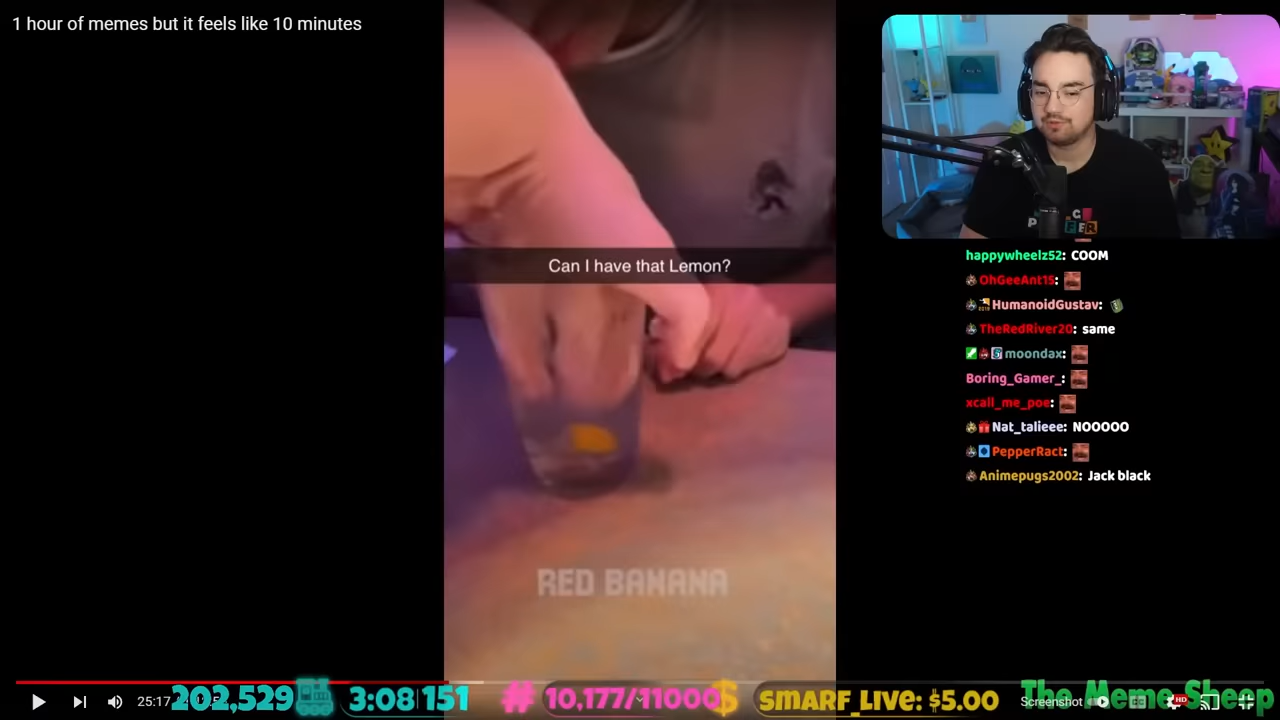 1 hour of memes but it feels like 10 minutes
Can I have that Lemon?
RED BANANA
happywheelz52: COOM
OhGeeAnt1$:
HumanoidGustav:
TheRedRiver20: same
moondax:
Boring_Gamer_:
xcall_me_poe:
Nat_talieee: NOOOOO
PepperRact:
Animepugs2002: Jack black
25:17
202,529
3:08
151
# 10,177/11000
$ SMARF_LIVE: $5.00
Screenshot
HD
The Meme Sheep